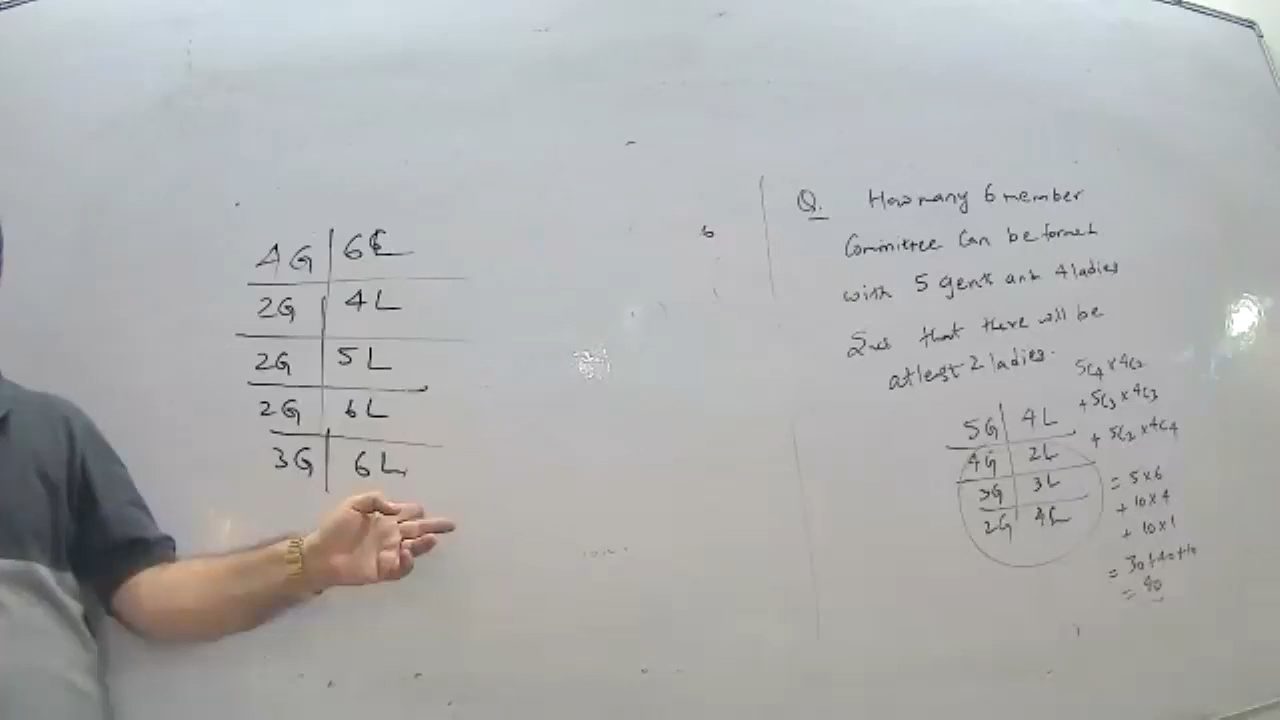 4G | 6L
2G | 4L
2G | 5L
2G | 6L
3G | 6L
6
Q. How many 6 member
Committee Can be formed
with 5 gents and 4 ladies
that there will be
atleast 2 ladies.
5G | 4L
4G | 2L
3G | 3L
2G | 4L
5C4 x 4C2
+ 5C3 x 4C3
+ 5C2 x 4C4
= 5x6
+ 10x4
+ 10x1
= 30+40+10
= 80